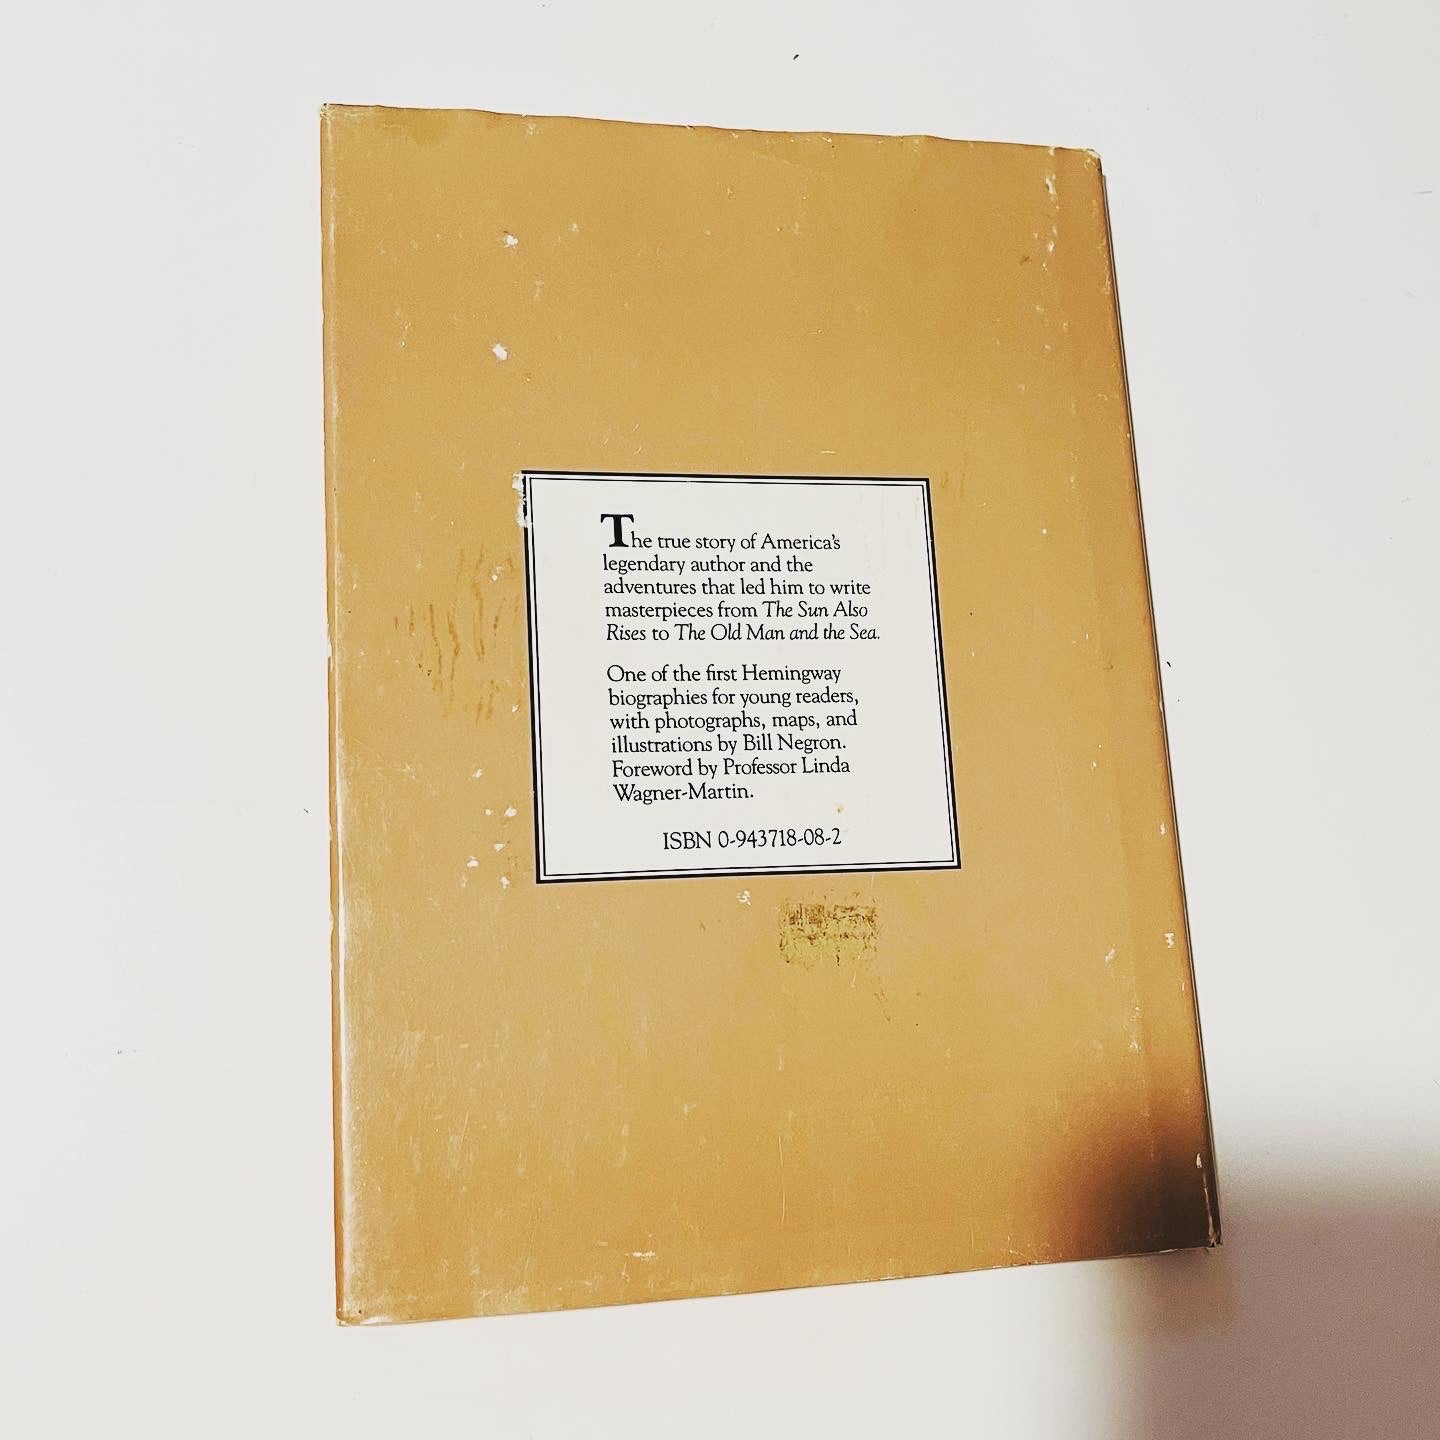 The true story of America's
legendary author and the
adventures that led him to write
masterpieces from The Sun Also
Rises to The Old Man and the Sea.
One of the first Hemingway
biographies for young readers,
with photographs, maps, and
illustrations by Bill Negron.
Foreword by Professor Linda
Wagner-Martin.
ISBN 0-943718-08-2